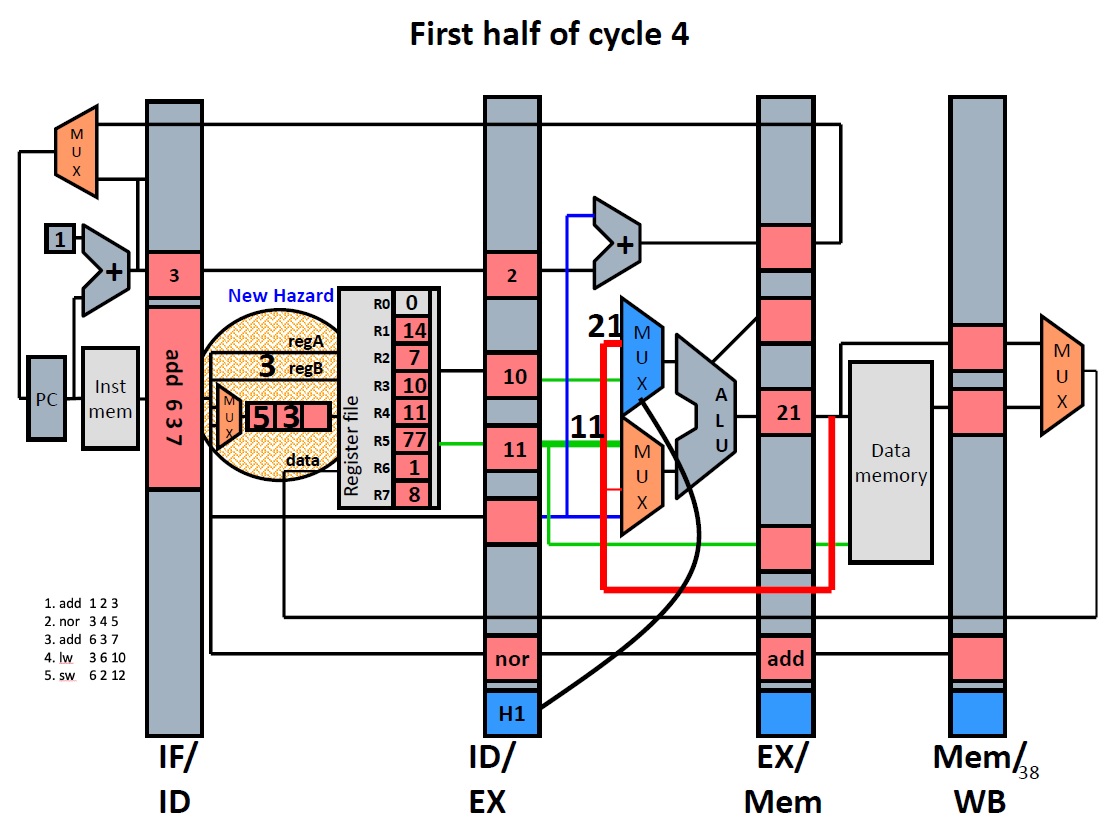 First half of cycle 4
M
U
X
1
+
3
2
+
New Hazard
R0 0
R1 14
R2 7
R3 10
R4 11
R5 77
R6 1
R7 8
Register file
regA
3
regB
M
U
X
5 3
data
PC
Inst
mem
add 6 3 7
10
11
21
M
U
X
11
M
U
X
A
L
U
21
Data
memory
M
U
X
1. add 1 2 3
2. nor 3 4 5
3. add 6 3 7
4. lw 3 6 10
5. sw 6 2 12
nor
add
H1
IF/
ID
ID/
EX
EX/
Mem
Mem/
WB
38